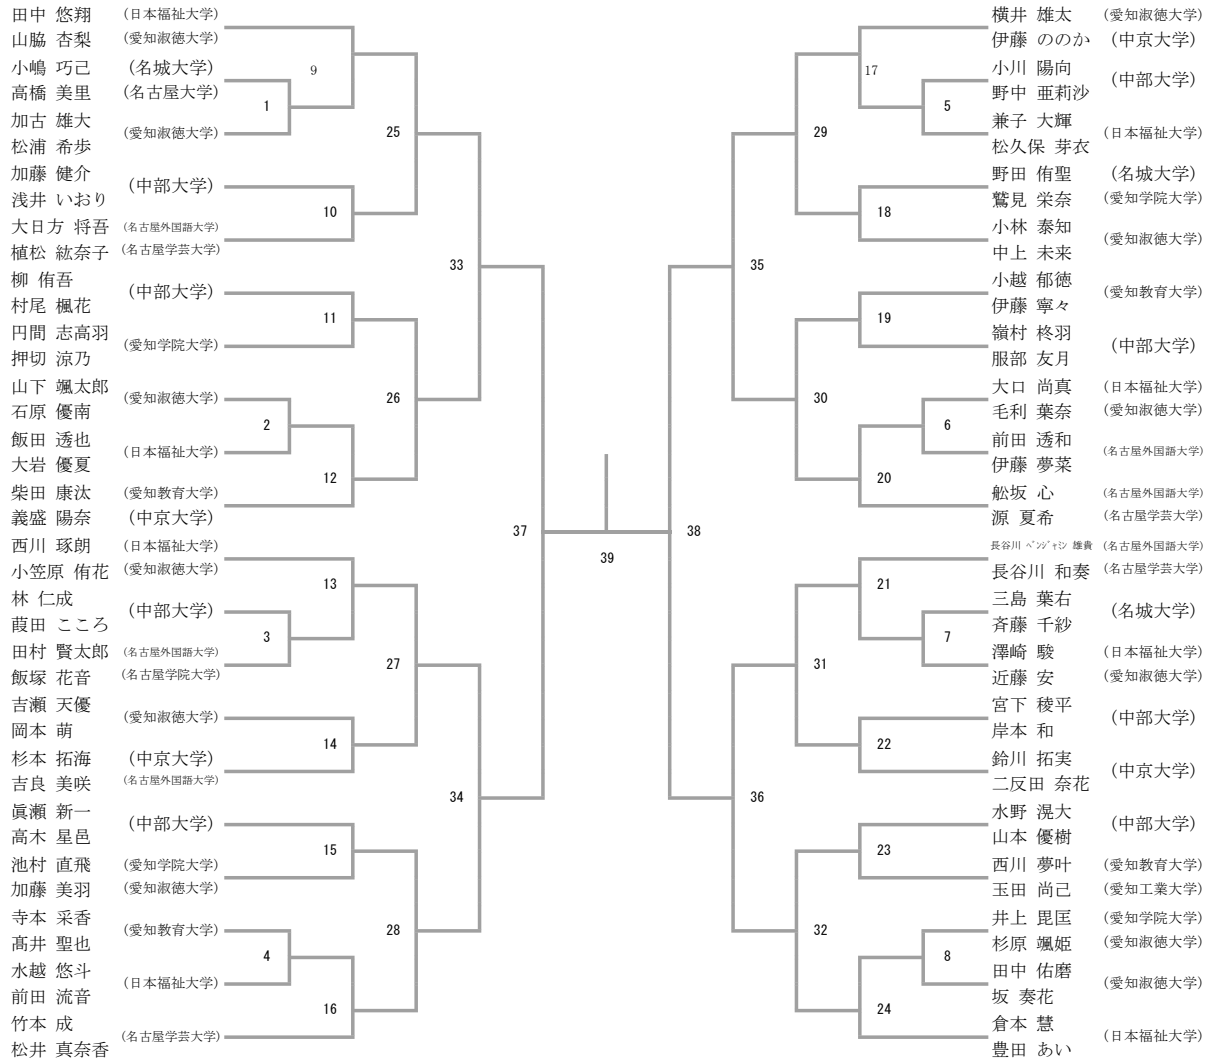 田中 悠翔 (日本福祉大学)
山脇 杏梨 (愛知淑徳大学)
小嶋 巧己 (名城大学)
高橋 美里 (名古屋大学)
加古 雄大
(愛知淑徳大学)
松浦 希歩
加藤 健介
(中部大学)
浅井 いおり
大日方 将吾 (名古屋外国語大学)
植松 紘奈子 (名古屋学芸大学)
柳 侑吾
(中部大学)
村尾 楓花
円間 志高羽
(愛知学院大学)
押切 涼乃
山下 颯太郎
(愛知淑徳大学)
石原 優南
飯田 透也
(日本福祉大学)
大岩 優夏
柴田 康汰 (愛知教育大学)
義盛 陽奈 (中京大学)
西川 琢朗 (日本福祉大学)
小笠原 侑花 (愛知淑徳大学)
林 仁成
(中部大学)
葭田 こころ
田村 賢太郎 (名古屋外国語大学)
飯塚 花音 (名古屋学院大学)
吉瀬 天優
(愛知淑徳大学)
岡本 萌
杉本 拓海 (中京大学)
吉良 美咲 (名古屋外国語大学)
眞瀬 新一
(中部大学)
高木 星邑
池村 直飛 (愛知学院大学)
加藤 美羽 (愛知淑徳大学)
寺本 采香
(愛知教育大学)
髙井 聖也
水越 悠斗
(日本福祉大学)
前田 流音
竹本 成
(名古屋学芸大学)
松井 真奈香
1
2
3
4
9
10
11
12
13
14
15
16
25
26
27
28
33
34
37
39
38
35
36
29
30
31
32
17
18
19
20
21
22
23
24
5
6
7
8
横井 雄太 (愛知淑徳大学)
伊藤 ののか (中京大学)
小川 陽向
(中部大学)
野中 亜莉沙
兼子 大輝
(日本福祉大学)
松久保 芽衣
野田 侑聖 (名城大学)
鷲見 栄奈 (愛知学院大学)
小林 泰知
(愛知淑徳大学)
中上 未来
小越 郁徳
(愛知教育大学)
伊藤 寧々
嶺村 柊羽
(中部大学)
服部 友月
大口 尚真 (日本福祉大学)
毛利 葉奈 (愛知淑徳大学)
前田 透和
(名古屋外国語大学)
伊藤 夢菜
舩坂 心 (名古屋外国語大学)
源 夏希 (名古屋学芸大学)
長谷川 ベンジャミン 雄貴 (名古屋外国語大学)
長谷川 和奏 (名古屋学芸大学)
三島 葉右
(名城大学)
斉藤 千紗
澤崎 駿 (日本福祉大学)
近藤 安 (愛知淑徳大学)
宮下 稜平
(中部大学)
岸本 和
鈴川 拓実
(中京大学)
二反田 奈花
水野 滉大
(中部大学)
山本 優樹
西川 夢叶 (愛知教育大学)
玉田 尚己 (愛知工業大学)
井上 毘匡 (愛知学院大学)
杉原 颯姫 (愛知淑徳大学)
田中 佑磨
(愛知淑徳大学)
坂 奏花
倉本 慧
(日本福祉大学)
豊田 あい